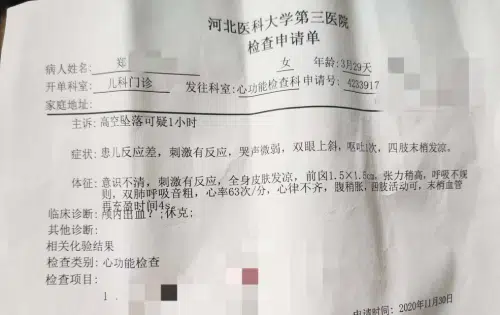 河北医科大学第三医院
检查申请单
病人姓名: 郑 女 年龄:3月29天
开单科室: 儿科门诊 发往科室:心功能检查科 申请号: 4233917
家庭地址:
主诉: 高空坠落可疑1小时
症状: 患儿反应差, 刺激有反应, 哭声微弱, 双眼上斜, 呕吐1次, 四肢末梢发凉。
体征: 意识不清, 刺激有反应, 全身皮肤发凉, 前囟1.5×1.5cm, 张力稍高, 呼吸不规
则, 双肺呼吸音粗, 心率63次/分, 心律不齐, 腹稍胀, 四肢活动可, 末梢血管
再充盈时间4s。
临床诊断: 颅内出血? ;休克;
其他诊断:
相关化验结果
检查类别: 心功能检查
检查项目:
1 .
申请时间: 2020年11月30日